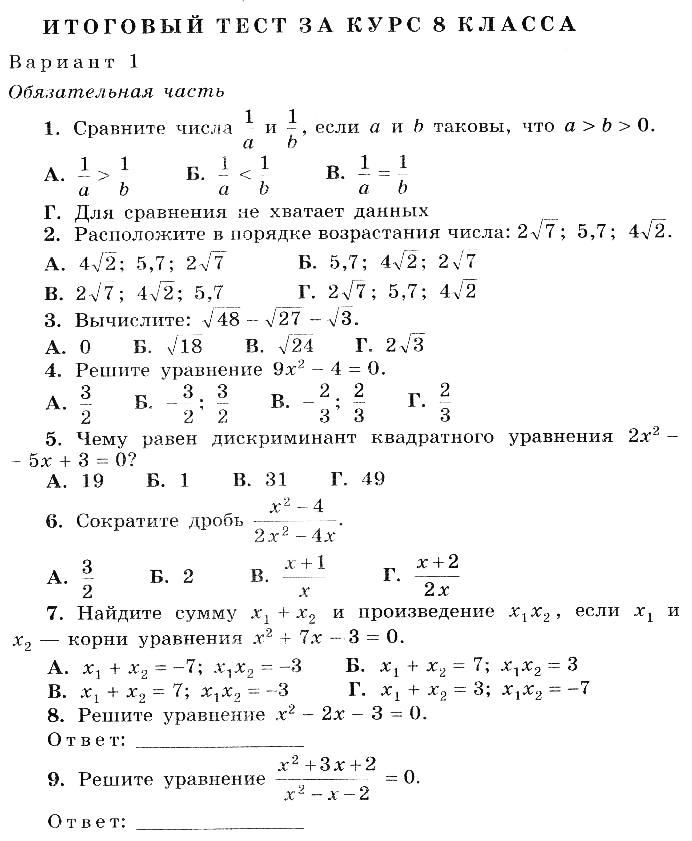 ИТОГОВЫЙ ТЕСТ ЗА КУРС 8 КЛАССА
Вариант 1
Обязательная часть
1. Сравните числа 1/a и 1/b, если a и b таковы, что a > b > 0.
А. 1/a > 1/b Б. 1/a < 1/b В. 1/a = 1/b
Г. Для сравнения не хватает данных
2. Расположите в порядке возрастания числа: 2√7; 5,7; 4√2.
А. 4√2; 5,7; 2√7 Б. 5,7; 4√2; 2√7
В. 2√7; 4√2; 5,7 Г. 2√7; 5,7; 4√2
3. Вычислите: √48 – √27 – √3.
А. 0 Б. √18 В. √24 Г. 2√3
4. Решите уравнение 9x² – 4 = 0.
А. 3/2 Б. –3/2; 3/2 В. –2/3; 2/3 Г. 2/3
5. Чему равен дискриминант квадратного уравнения 2x² –
– 5x + 3 = 0?
А. 19 Б. 1 В. 31 Г. 49
6. Сократите дробь (x² – 4)/(2x² – 4x).
А. 3/2 Б. 2 В. (x + 1)/x Г. (x + 2)/2x
7. Найдите сумму x₁ + x₂ и произведение x₁x₂, если x₁ и
x₂ — корни уравнения x² + 7x – 3 = 0.
А. x₁ + x₂ = –7; x₁x₂ = –3 Б. x₁ + x₂ = 7; x₁x₂ = 3
В. x₁ + x₂ = 7; x₁x₂ = –3 Г. x₁ + x₂ = 3; x₁x₂ = –7
8. Решите уравнение x² – 2x – 3 = 0.
Ответ: ____________
9. Решите уравнение (x² + 3x + 2)/(x² – x – 2) = 0.
Ответ: ____________